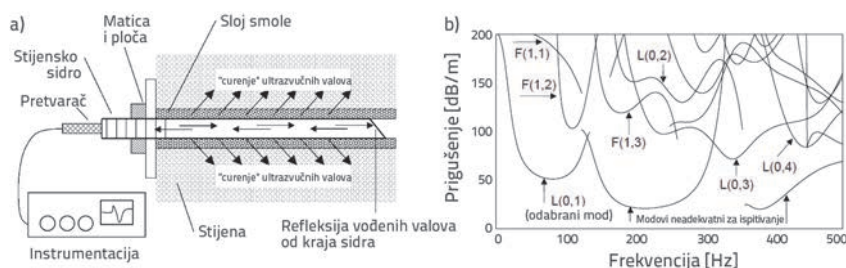 a)
Matica
i ploča
Sloj smole
Stijensko
sidro
Pretvarač
"curenje" ultrazvučnih valova
"curenje" ultrazvučnih valova
Instrumentacija
Stijena
Refleksija vođenih valova
od kraja sidra
b)
Prigušenje [dB/m]
200
150
100
50
0
F(1,1)
F(1,2)
L(0,2)
F(1,3)
L(0,1)
(odabrani mod)
L(0,3)
L(0,4)
Modovi neadekvatni za ispitivanje
0 100 200 300 400 500
Frekvencija [Hz]